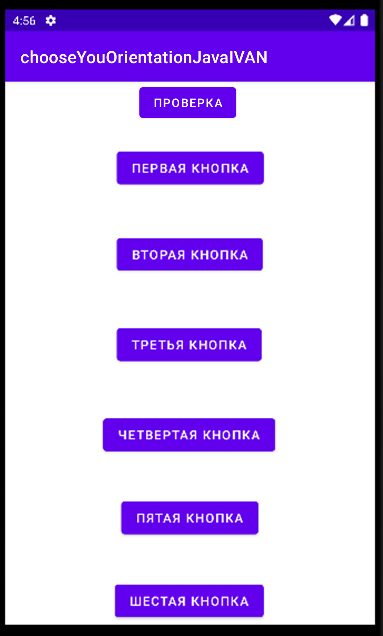 4:56
chooseYouOrientationJavaIVAN
ПРОВЕРКА
ПЕРВАЯ КНОПКА
ВТОРАЯ КНОПКА
ТРЕТЬЯ КНОПКА
ЧЕТВЕРТАЯ КНОПКА
ПЯТАЯ КНОПКА
ШЕСТАЯ КНОПКА